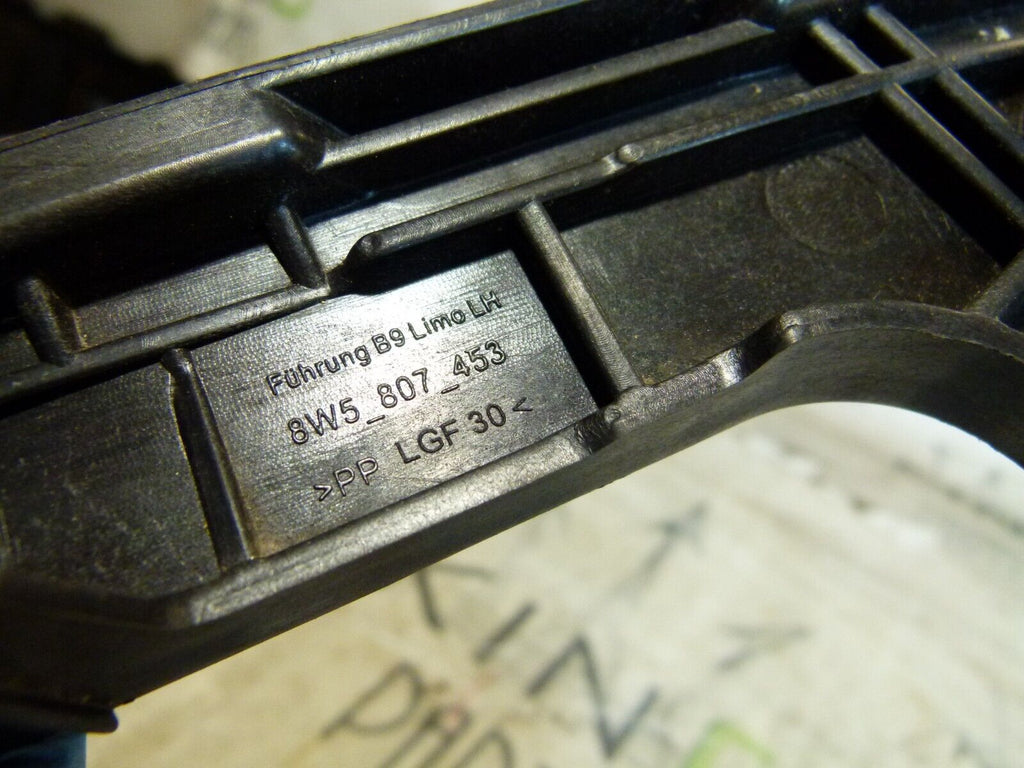 Führung B9 Limo LH
8W5_807_453
>PP LGF 30<